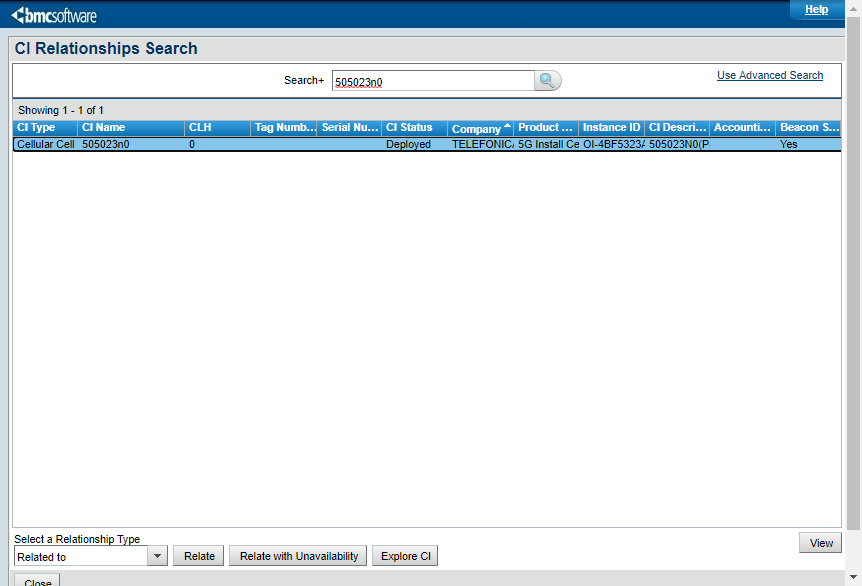 bmcsoftware
Help
CI Relationships Search
Search+ 505023n0 Use Advanced Search
Showing 1 - 1 of 1
CI Type CI Name CLH Tag Numb... Serial Nu... CI Status Company Product ... Instance ID CI Descri... Accounti... Beacon S...
Cellular Cell 505023n0 0 Deployed TELEFONICA 5G Install Ce OI-4BF5323A 505023N0(P. Yes
Select a Relationship Type
Related to Relate Relate with Unavailability Explore CI View
Close